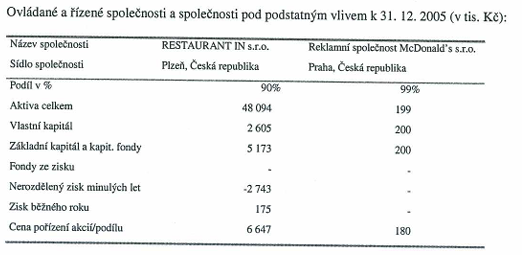 Ovládané a řízené společnosti a společnosti pod podstatným vlivem k 31. 12. 2005 (v tis. Kč):
Název společnosti RESTAURANT IN s.r.o. Reklamní společnost McDonald's s.r.o.
Sídlo společnosti Plzeň, Česká republika Praha, Česká republika
Podíl v % 90% 99%
Aktiva celkem 48 094 199
Vlastní kapitál 2 605 200
Základní kapitál a kapit. fondy 5 173 200
Fondy ze zisku - -
Nerozdělený zisk minulých let -2 743 -
Zisk běžného roku 175 -
Cena pořízení akcií/podílu 6 647 180